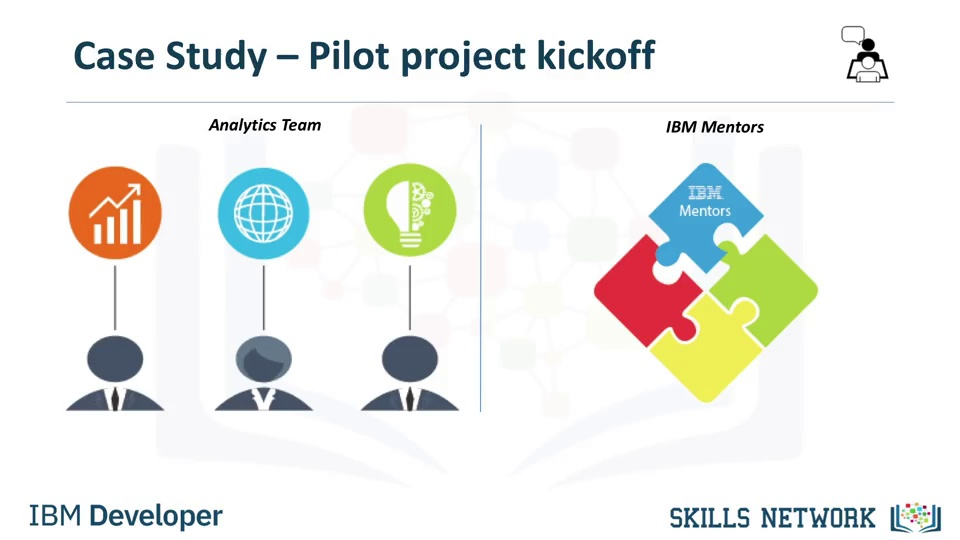 Case Study – Pilot project kickoff
Analytics Team
IBM Mentors
IBM
Mentors
IBM Developer
SKILLS NETWORK